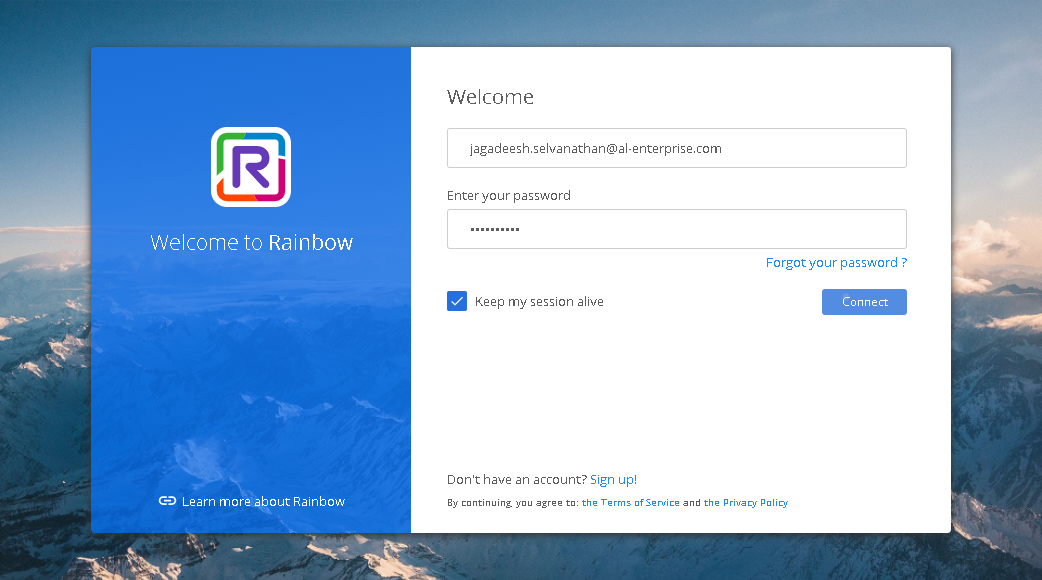 R
Welcome to Rainbow
Learn more about Rainbow
Welcome
jagadeesh.selvanathan@al-enterprise.com
Enter your password
••••••••••
Forgot your password ?
Keep my session alive
Connect
Don't have an account? Sign up!
By continuing, you agree to: the Terms of Service and the Privacy Policy